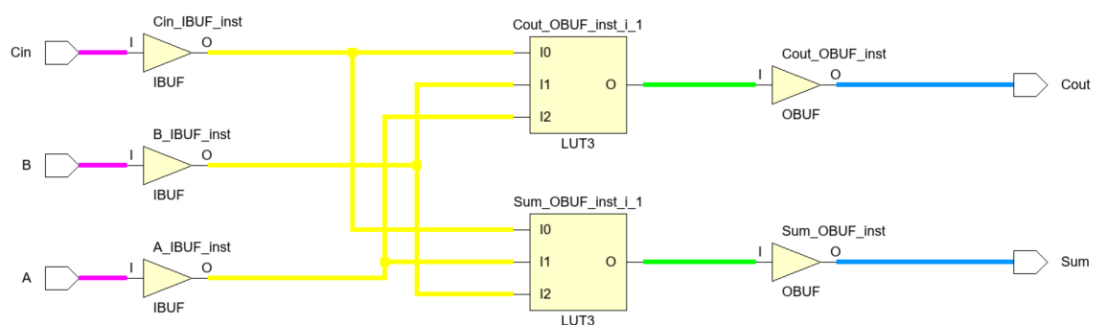 Cin_IBUF_inst
Cout_OBUF_inst_i_1
Cin
I
O
IBUF
I0
I1
I2
O
LUT3
Cout_OBUF_inst
I
O
OBUF
Cout
B_IBUF_inst
B
I
O
IBUF
Sum_OBUF_inst_i_1
I0
I1
I2
O
LUT3
Sum_OBUF_inst
I
O
OBUF
Sum
A_IBUF_inst
A
I
O
IBUF